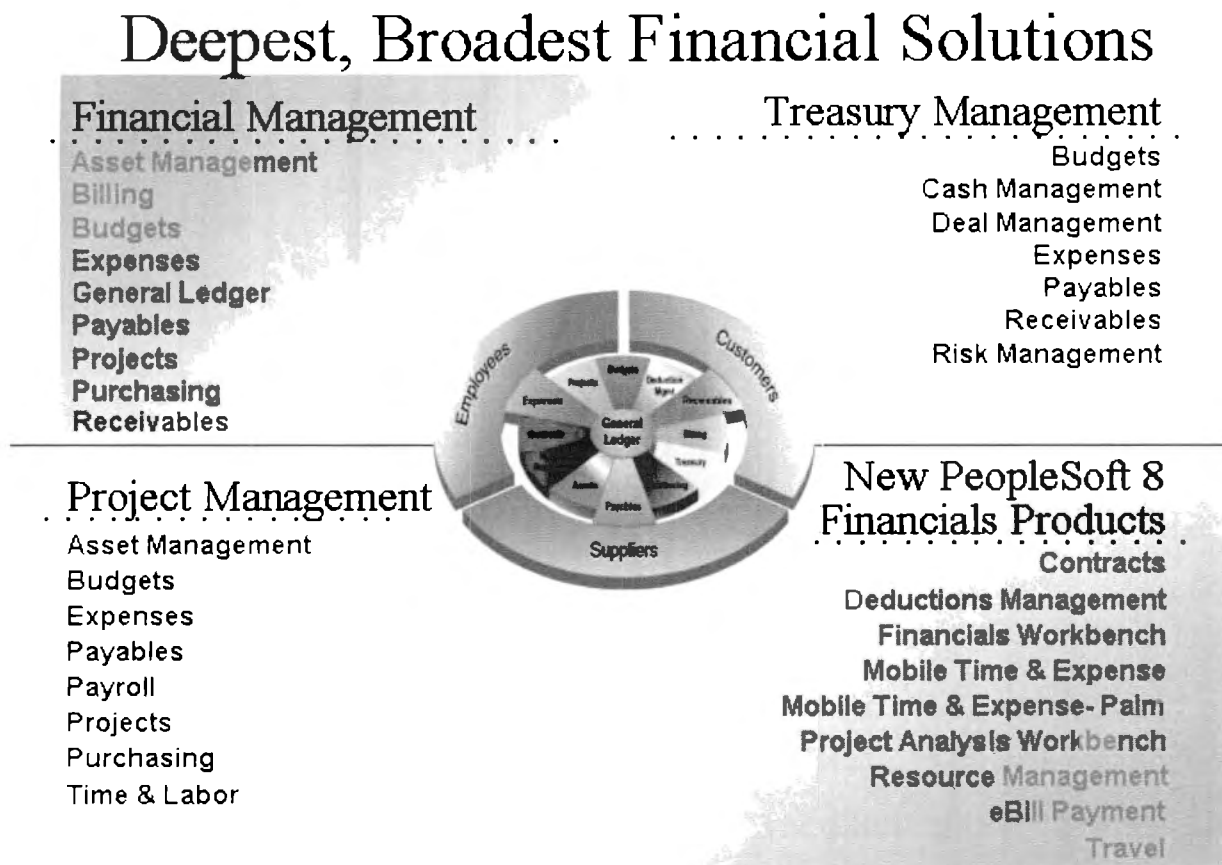 Deepest, Broadest Financial Solutions
Financial Management
Asset Management
Billing
Budgets
Expenses
General Ledger
Payables
Projects
Purchasing
Receivables
Treasury Management
Budgets
Cash Management
Deal Management
Expenses
Payables
Receivables
Risk Management
Employees
Customers
Suppliers
Budgets
Deduction
Mgmt
Receivables
Billing
Treasury
Payables
Assets
Expenses
Projects
General
Ledger
Project Management
Asset Management
Budgets
Expenses
Payables
Payroll
Projects
Purchasing
Time & Labor
New PeopleSoft 8
Financials Products
Contracts
Deductions Management
Financials Workbench
Mobile Time & Expense
Mobile Time & Expense- Palm
Project Analysis Workbench
Resource Management
eBill Payment
Travel